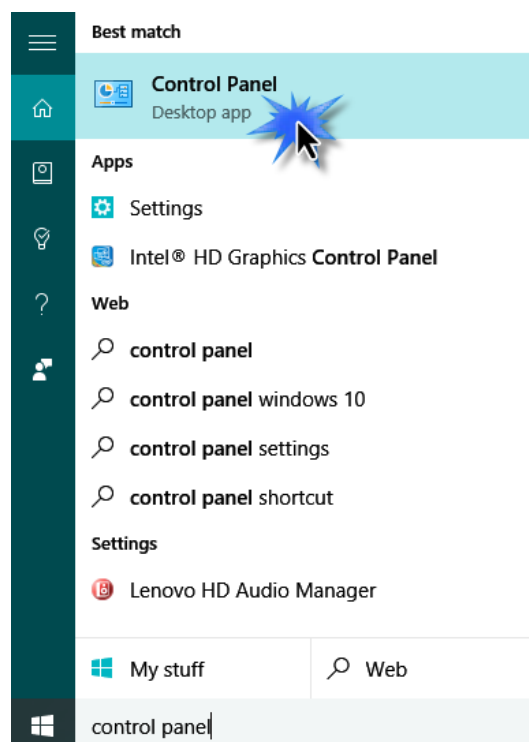 Best match
Control Panel
Desktop app
Apps
Settings
Intel® HD Graphics Control Panel
Web
control panel
control panel windows 10
control panel settings
control panel shortcut
Settings
Lenovo HD Audio Manager
My stuff
Web
control panel